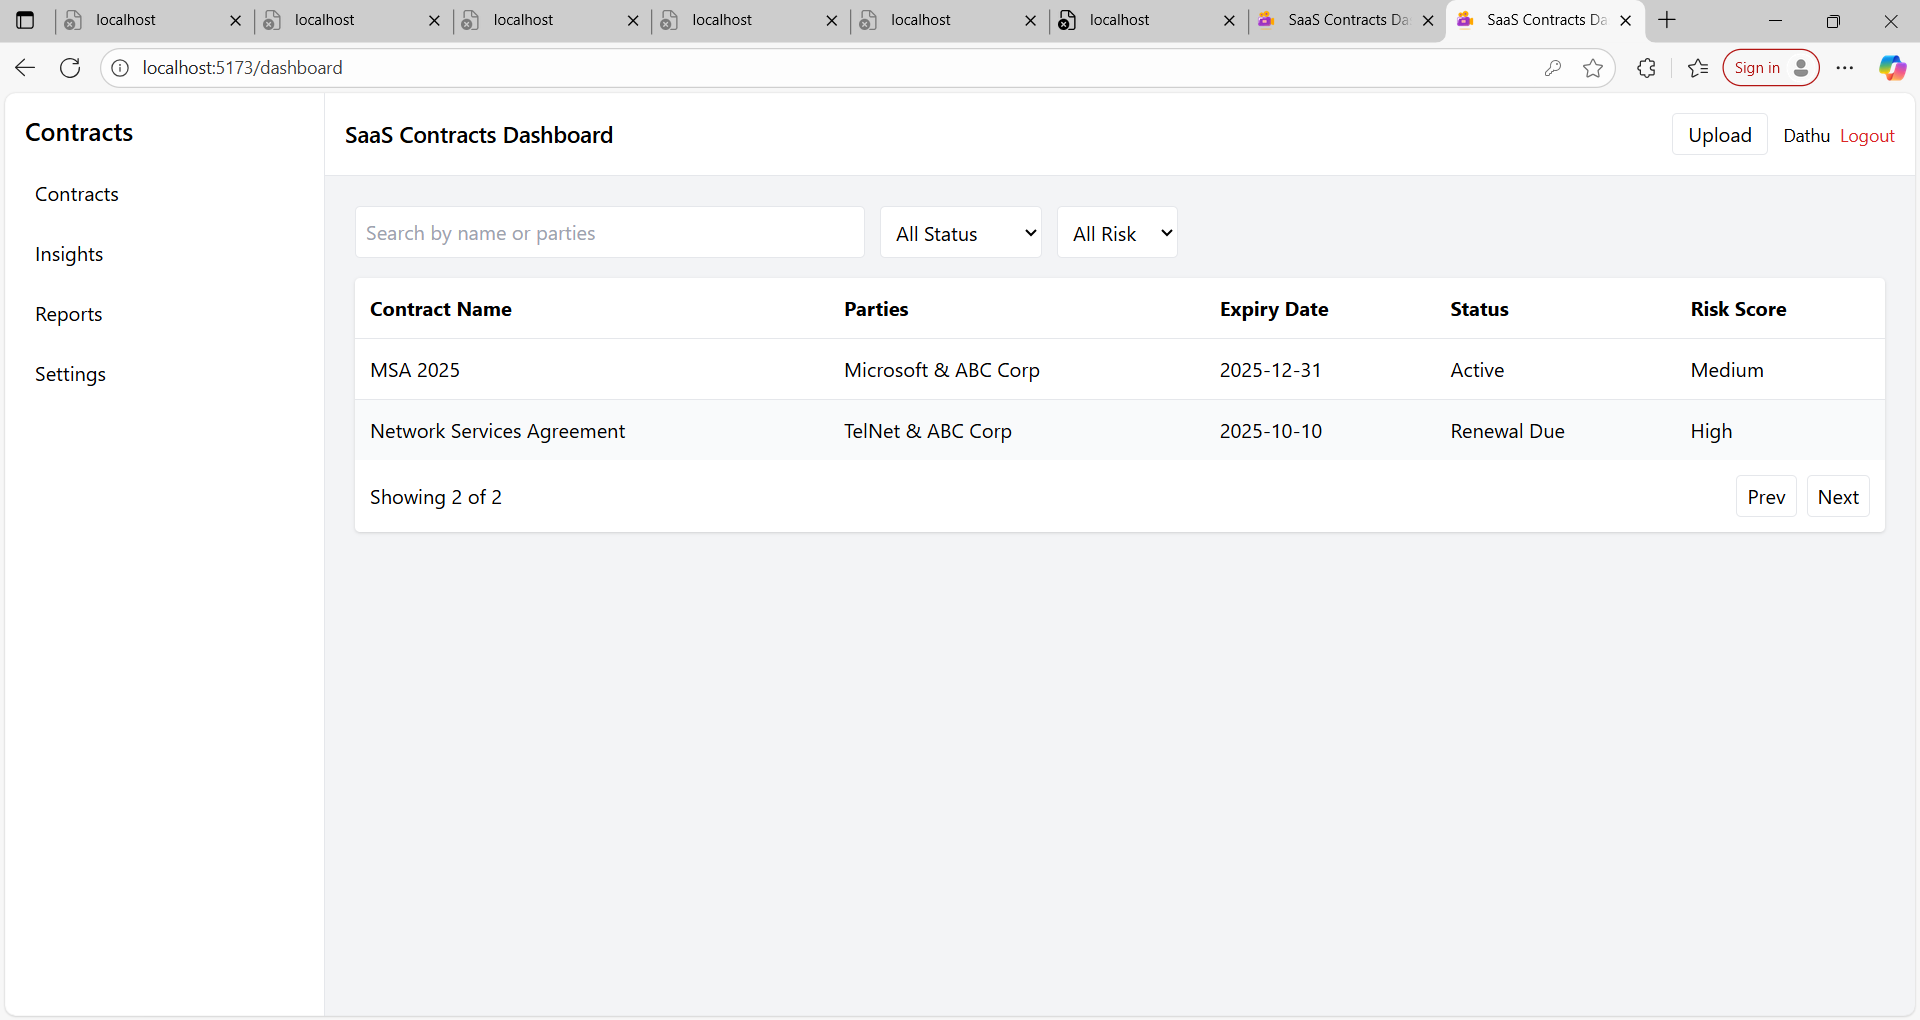 localhost
localhost
localhost
localhost
localhost
localhost
SaaS Contracts Da
SaaS Contracts Da
localhost:5173/dashboard
Sign in
Contracts
SaaS Contracts Dashboard
Upload
Dathu
Logout
Contracts
Insights
Reports
Settings
Search by name or parties
All Status
All Risk
Contract Name Parties Expiry Date Status Risk Score
MSA 2025 Microsoft & ABC Corp 2025-12-31 Active Medium
Network Services Agreement TelNet & ABC Corp 2025-10-10 Renewal Due High
Showing 2 of 2
Prev
Next